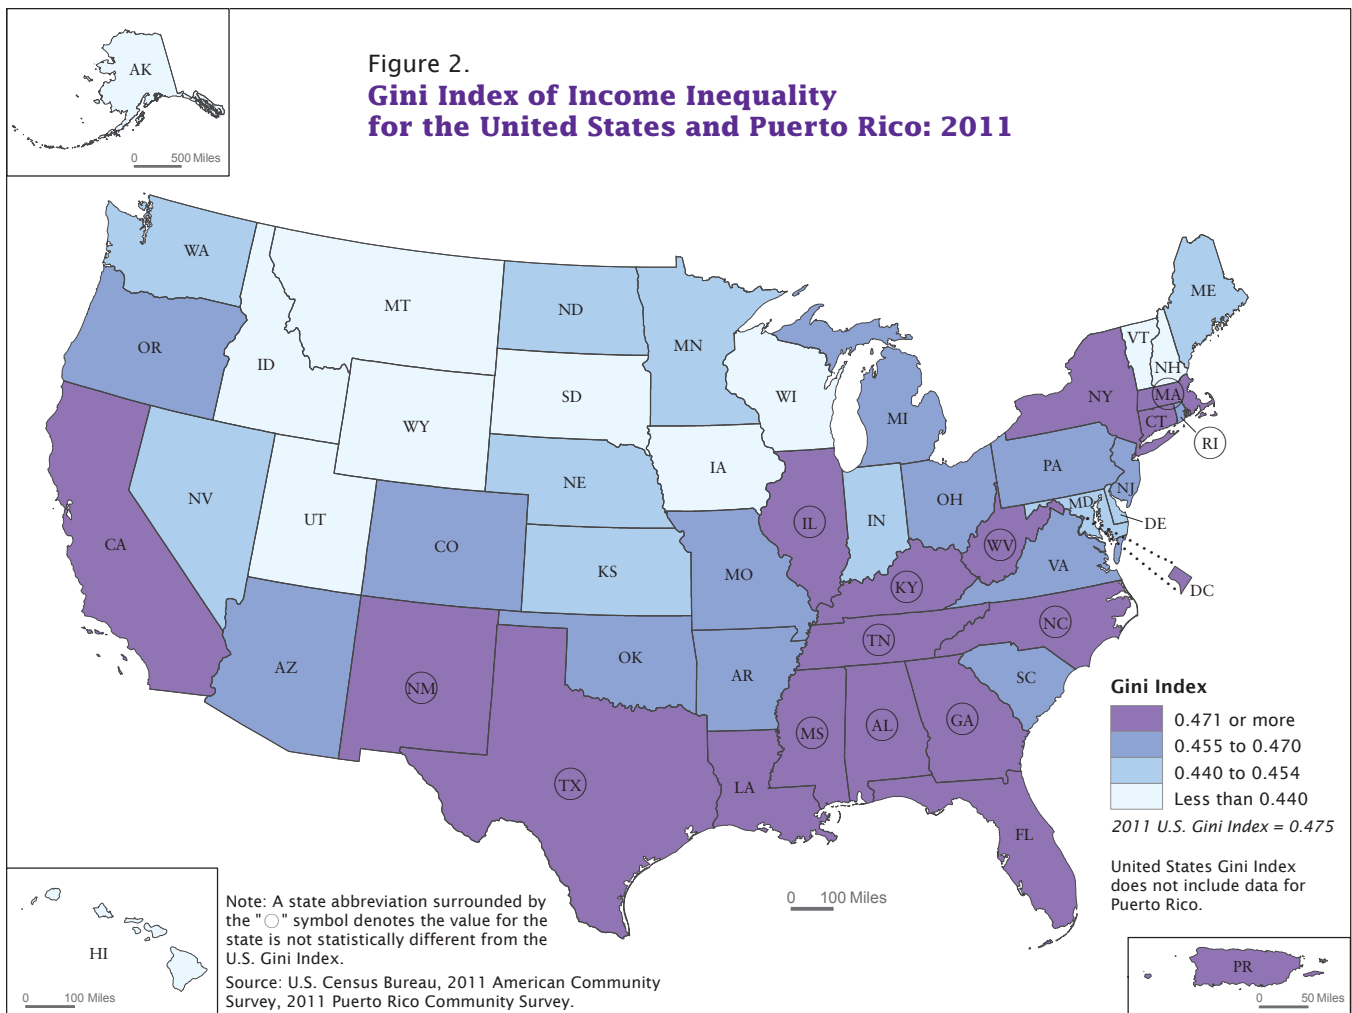 AK
0 500 Miles
Figure 2.
Gini Index of Income Inequality
for the United States and Puerto Rico: 2011
WA
OR
ID
MT
WY
ND
SD
MN
WI
MI
ME
VT
NH
NY
MA
CT
RI
PA
NJ
OH
IN
IL
IA
NE
NV
UT
CA
CO
KS
MO
KY
WV
MD
DE
VA
DC
NC
TN
AZ
NM
OK
AR
SC
MS
AL
GA
TX
LA
FL
Gini Index
0.471 or more
0.455 to 0.470
0.440 to 0.454
Less than 0.440
2011 U.S. Gini Index = 0.475
United States Gini Index
does not include data for
Puerto Rico.
0 100 Miles
HI
0 100 Miles
Note: A state abbreviation surrounded by
the "○" symbol denotes the value for the
state is not statistically different from the
U.S. Gini Index.
Source: U.S. Census Bureau, 2011 American Community
Survey, 2011 Puerto Rico Community Survey.
PR
0 50 Miles